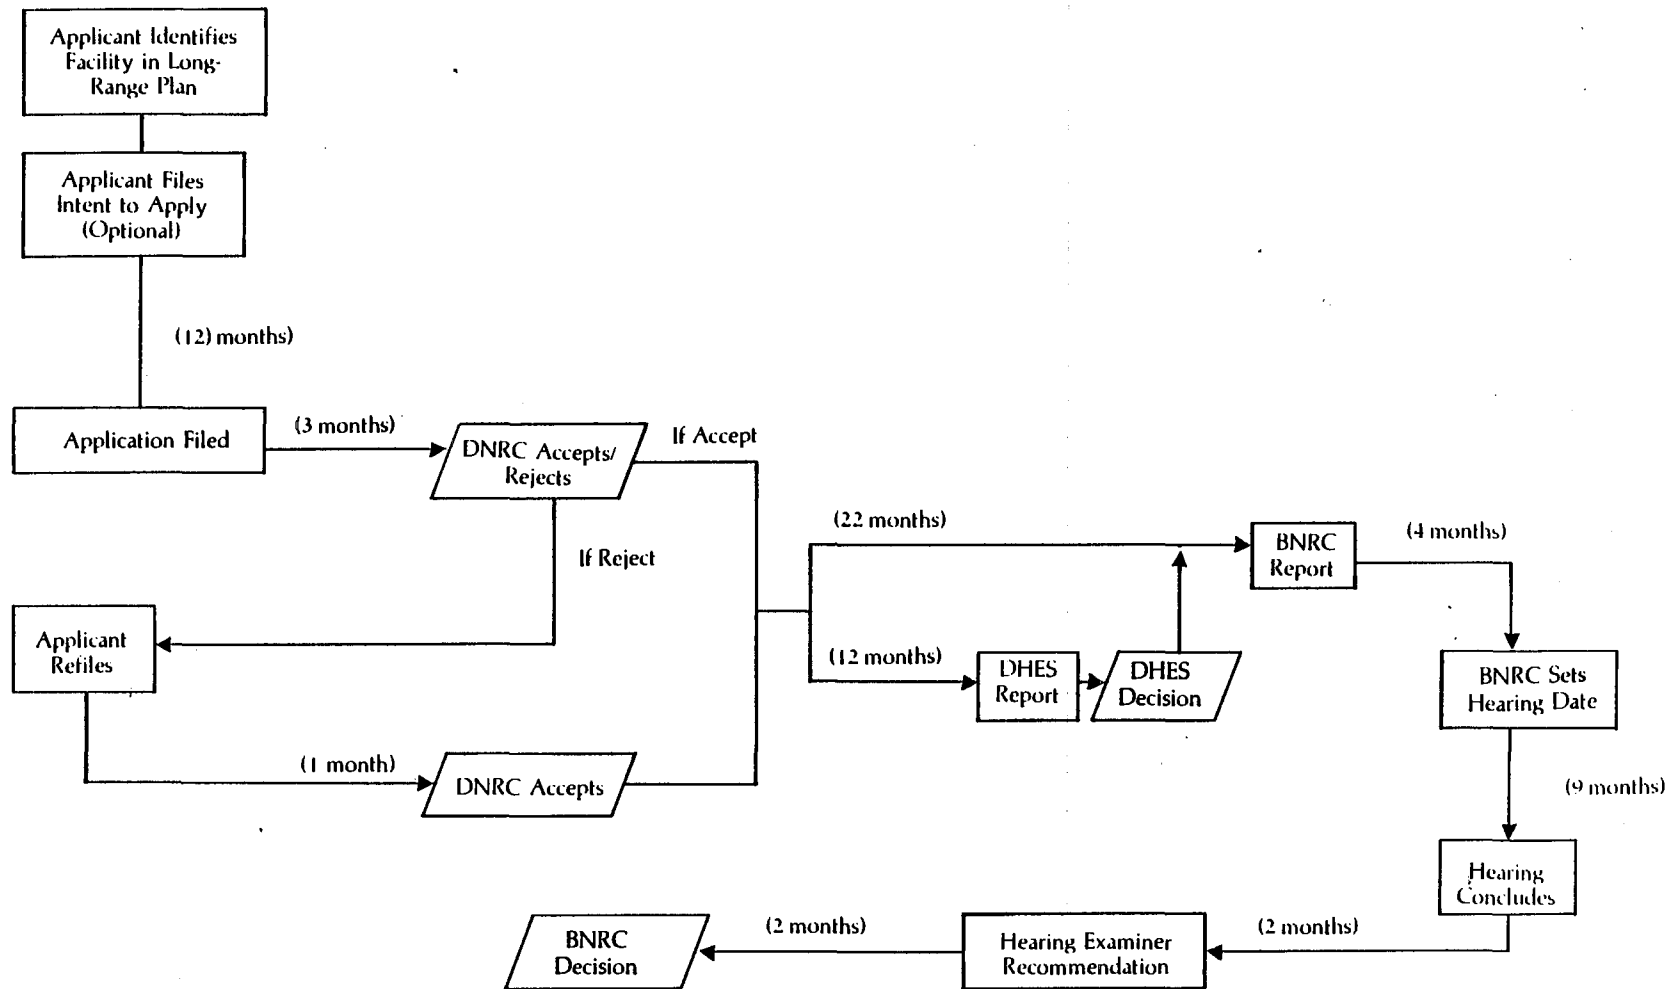 Applicant Identifies
Facility in Long-
Range Plan
Applicant Files
Intent to Apply
(Optional)
(12) months)
Application Filed
(3 months)
DNRC Accepts/
Rejects
If Accept
If Reject
Applicant
Refiles
(1 month)
DNRC Accepts
(22 months)
BNRC
Report
(4 months)
(12 months)
DHES
Report
DHES
Decision
BNRC Sets
Hearing Date
(9 months)
Hearing
Concludes
(2 months)
Hearing Examiner
Recommendation
(2 months)
BNRC
Decision